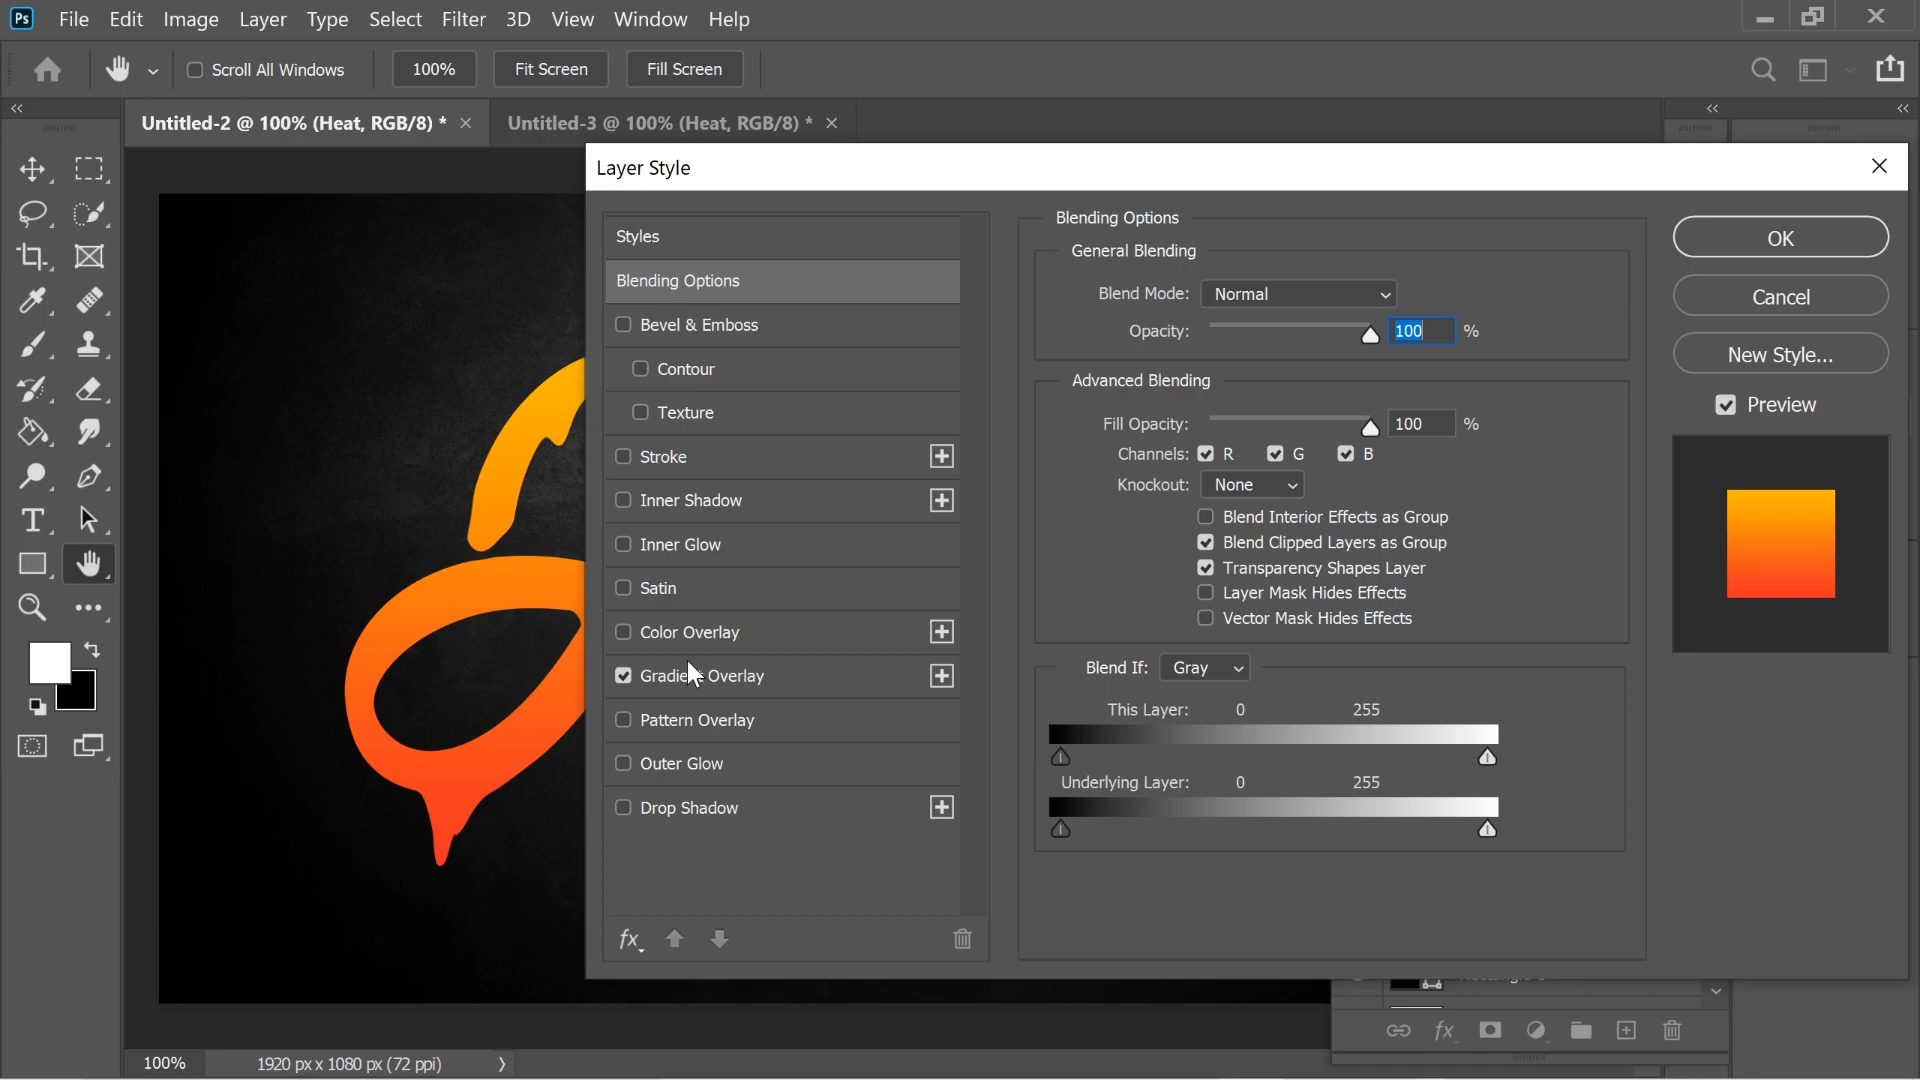 Ps File Edit Image Layer Type Select Filter 3D View Window Help
Scroll All Windows 100% Fit Screen Fill Screen
Untitled-2 @ 100% (Heat, RGB/8) * Untitled-3 @ 100% (Heat, RGB/8) *
Layer Style
Styles
Blending Options
Bevel & Emboss
Contour
Texture
Stroke
Inner Shadow
Inner Glow
Satin
Color Overlay
Gradient Overlay
Pattern Overlay
Outer Glow
Drop Shadow
fx
Blending Options
General Blending
Blend Mode: Normal
Opacity: 100 %
Advanced Blending
Fill Opacity: 100 %
Channels: R G B
Knockout: None
Blend Interior Effects as Group
Blend Clipped Layers as Group
Transparency Shapes Layer
Layer Mask Hides Effects
Vector Mask Hides Effects
Blend If: Gray
This Layer: 0 255
Underlying Layer: 0 255
OK
Cancel
New Style...
Preview
T
fx
100% 1920 px x 1080 px (72 ppi)